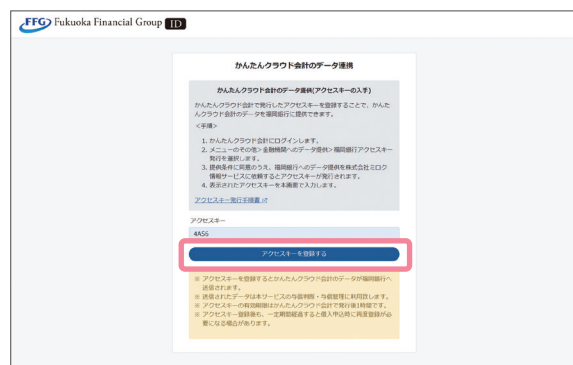 FFG Fukuoka Financial Group ID
かんたんクラウド会計のデータ連携
かんたんクラウド会計のデータ連携(アクセスキーの入手)
かんたんクラウド会計で発行したアクセスキーを登録することで、かんた
んクラウド会計のデータを福岡銀行に提供できます。
<手順>
1. かんたんクラウド会計にログインします。
2. メニューのその他>金融機関へのデータ提供>福岡銀行アクセスキー
発行を選択します。
3. 提供条件に同意のうえ、福岡銀行へのデータ提供を株式会社ミロク
情報サービスに依頼するとアクセスキーが発行されます。
4. 表示されたアクセスキーを本画面で入力します。
アクセスキー発行手順書
アクセスキー
4A56
アクセスキーを登録する
※ アクセスキーを登録するとかんたんクラウド会計のデータが福岡銀行へ
送信されます。
※ 送信されたデータは本サービスの与信判断・与信管理に利用致します。
※ アクセスキーの有効期限はかんたんクラウド会計で発行後1時間です。
※ アクセスキー登録後も、一定期間経過すると借入申込時に再度登録が必
要になる場合があります。